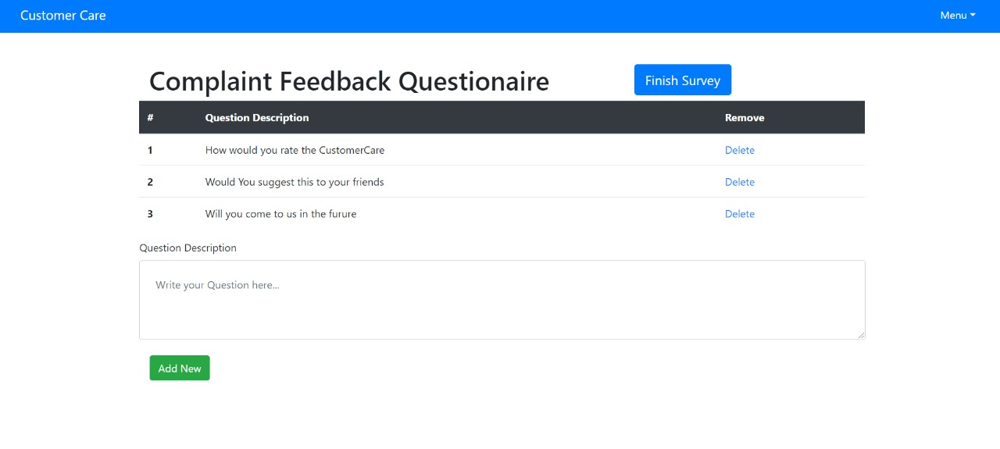 Customer Care Menu
Complaint Feedback Questionaire Finish Survey
# Question Description Remove
1 How would you rate the CustomerCare Delete
2 Would You suggest this to your friends Delete
3 Will you come to us in the furure Delete
Question Description
Write your Question here...
Add New